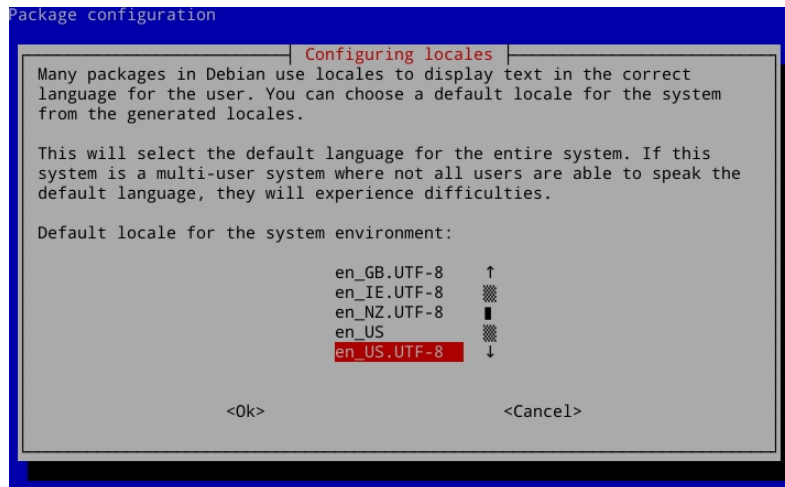 Package configuration
Configuring locales
Many packages in Debian use locales to display text in the correct
language for the user. You can choose a default locale for the system
from the generated locales.
This will select the default language for the entire system. If this
system is a multi-user system where not all users are able to speak the
default language, they will experience difficulties.
Default locale for the system environment:
en_GB.UTF-8 ↑
en_IE.UTF-8
en_NZ.UTF-8
en_US
en_US.UTF-8 ↓
<Ok> <Cancel>